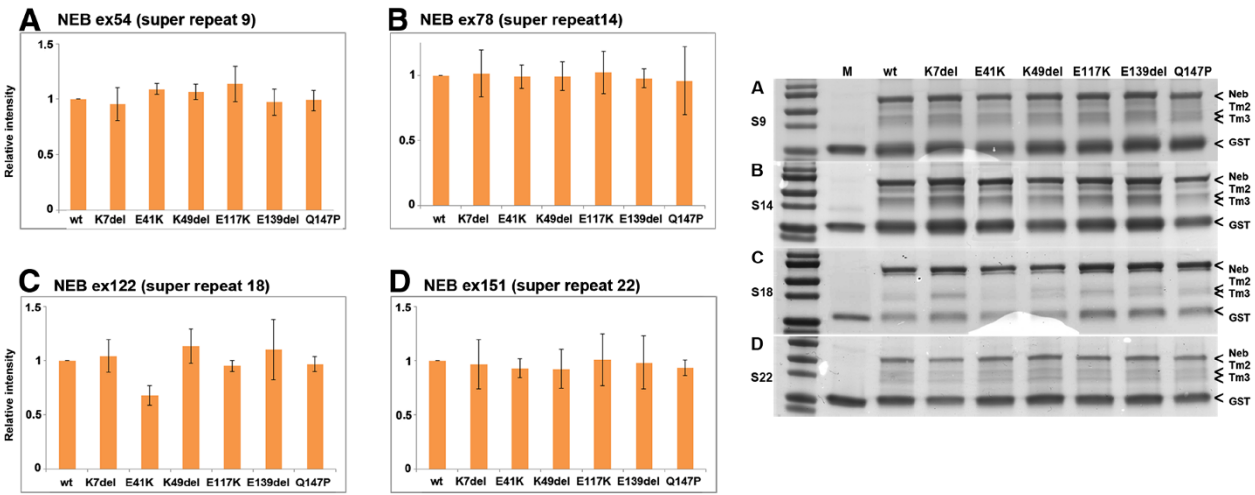 A NEB ex54 (super repeat 9)
Relative intensity
1.5
1
0.5
0
wt K7del E41K K49del E117K E139del Q147P
B NEB ex78 (super repeat14)
1
0.5
0
wt K7del E41K K49del E117K E139del Q147P
C NEB ex122 (super repeat 18)
Relative intensity
1.5
1
0.5
0
wt K7del E41K K49del E117K E139del Q147P
D NEB ex151 (super repeat 22)
1.5
1
0.5
0
wt K7del E41K K49del E117K E139del Q147P
M wt K7del E41K K49del E117K E139del Q147P
A
S9
< Neb
Tm2
< Tm3
< GST
B
S14
< Neb
Tm2
< Tm3
< GST
C
S18
< Neb
Tm2
< Tm3
< GST
D
S22
< Neb
Tm2
< Tm3
< GST